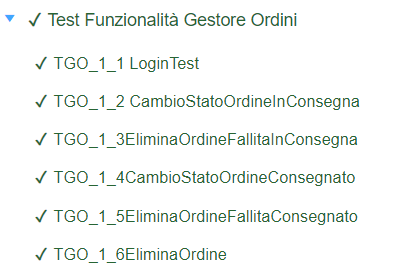 Test Funzionalità Gestore Ordini
TGO_1_1 LoginTest
TGO_1_2 CambioStatoOrdineInConsegna
TGO_1_3EliminaOrdineFallitaInConsegna
TGO_1_4CambioStatoOrdineConsegnato
TGO_1_5EliminaOrdineFallitaConsegnato
TGO_1_6EliminaOrdine